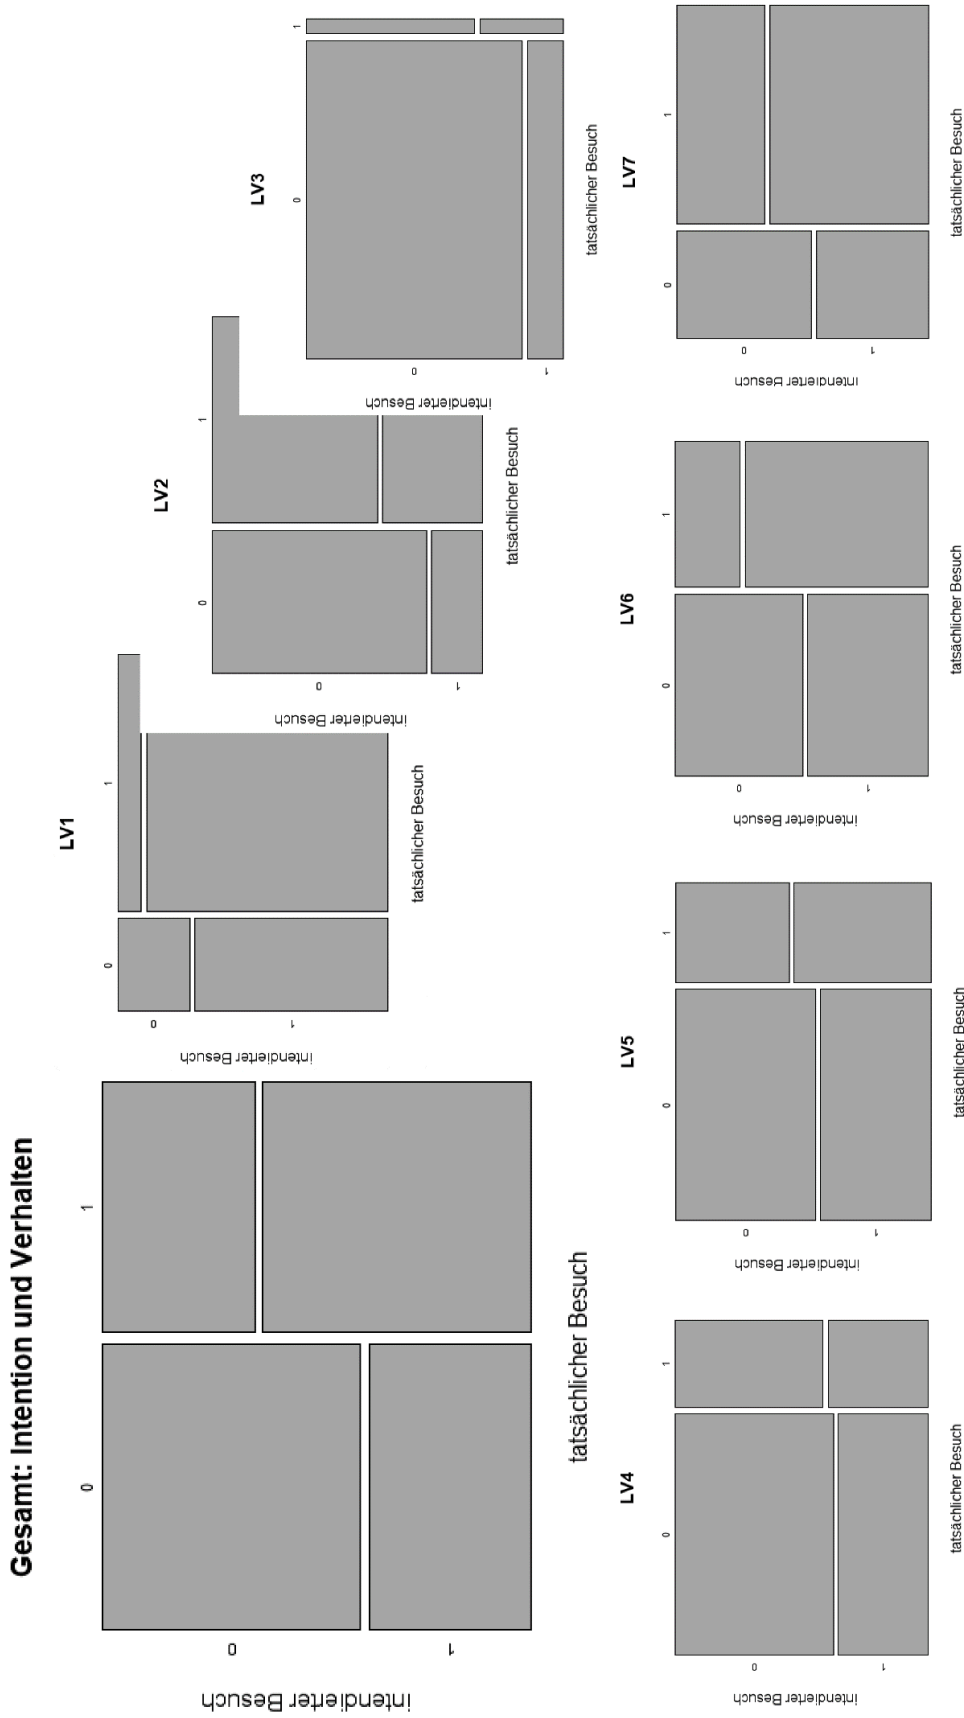 Gesamt: Intention und Verhalten
0
1
0
1
intendierter Besuch
tatsächlicher Besuch
LV1
0
1
0
1
intendierter Besuch
tatsächlicher Besuch
LV2
0
1
0
1
intendierter Besuch
tatsächlicher Besuch
LV3
0
1
0
1
intendierter Besuch
tatsächlicher Besuch
LV4
0
1
0
1
intendierter Besuch
tatsächlicher Besuch
LV5
0
1
0
1
intendierter Besuch
tatsächlicher Besuch
LV6
0
1
0
1
intendierter Besuch
tatsächlicher Besuch
LV7
0
1
0
1
intendierter Besuch
tatsächlicher Besuch